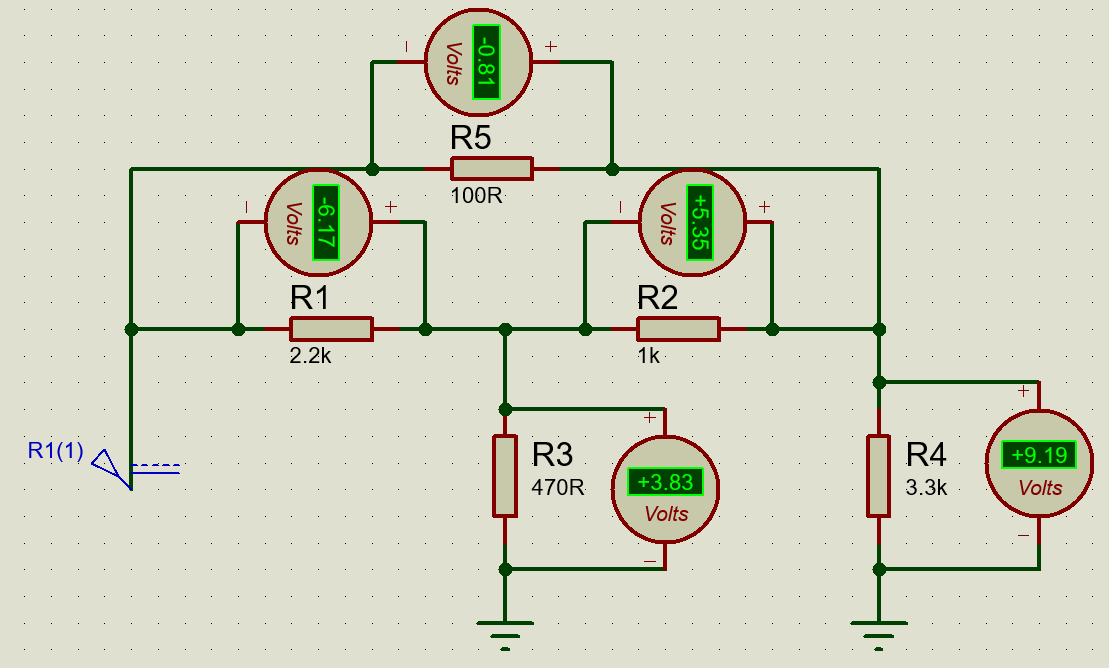 -0.81
Volts
R5
100R
-6.17
Volts
+5.35
Volts
R1
2.2k
R2
1k
R1(1)
R3
470R
+3.83
Volts
R4
3.3k
+9.19
Volts